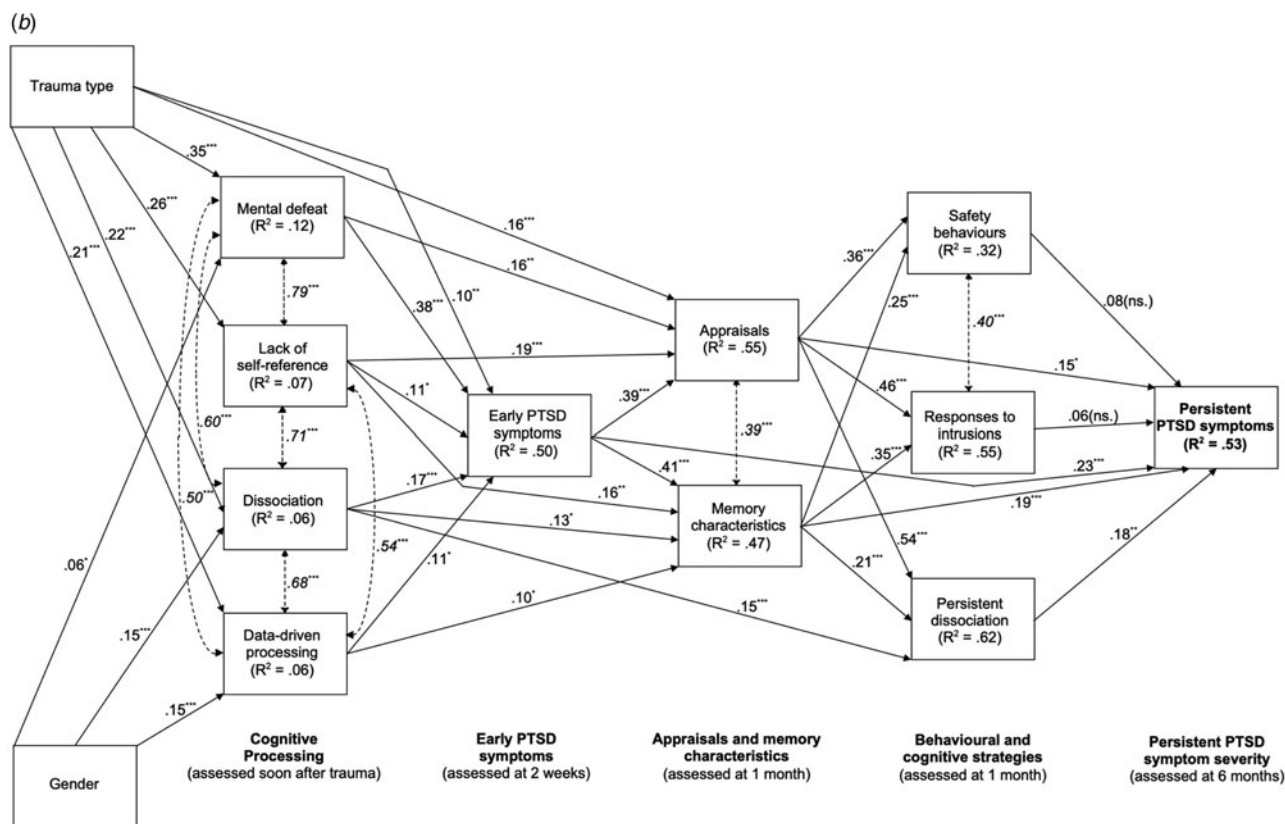 (b)
Trauma type
.35***
.26***
.22***
.21***
Mental defeat
(R² = .12)
.79***
Lack of
self-reference
(R² = .07)
.60***
.71***
.50***
Dissociation
(R² = .06)
.54***
.68***
.06*
.15***
Data-driven
processing
(R² = .06)
.15***
Gender
.16***
.16**
.10**
.38***
.19***
.11*
Early PTSD
symptoms
(R² = .50)
.17***
.16**
.13*
.11*
.10*
.15***
.39***
.41***
Appraisals
(R² = .55)
.39***
Memory
characteristics
(R² = .47)
.36***
.25***
.46***
.35***
.54***
.21***
.23***
.19***
Safety
behaviours
(R² = .32)
.40***
Responses to
intrusions
(R² = .55)
Persistent
dissociation
(R² = .62)
.08(ns.)
.15*
.06(ns.)
.18**
Persistent
PTSD symptoms
(R² = .53)
Cognitive
Processing
(assessed soon after trauma)
Early PTSD
symptoms
(assessed at 2 weeks)
Appraisals and memory
characteristics
(assessed at 1 month)
Behavioural and
cognitive strategies
(assessed at 1 month)
Persistent PTSD
symptom severity
(assessed at 6 months)